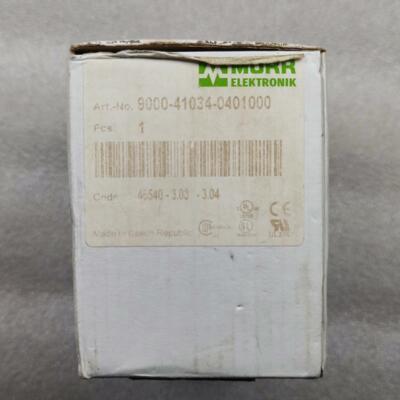 MURR
ELEKTRONIK
Art.-No. 9000-41034-0401000
Pcs. 1
Code 46540 - 3.03 - 3.04
Made in Czech Republic
CE